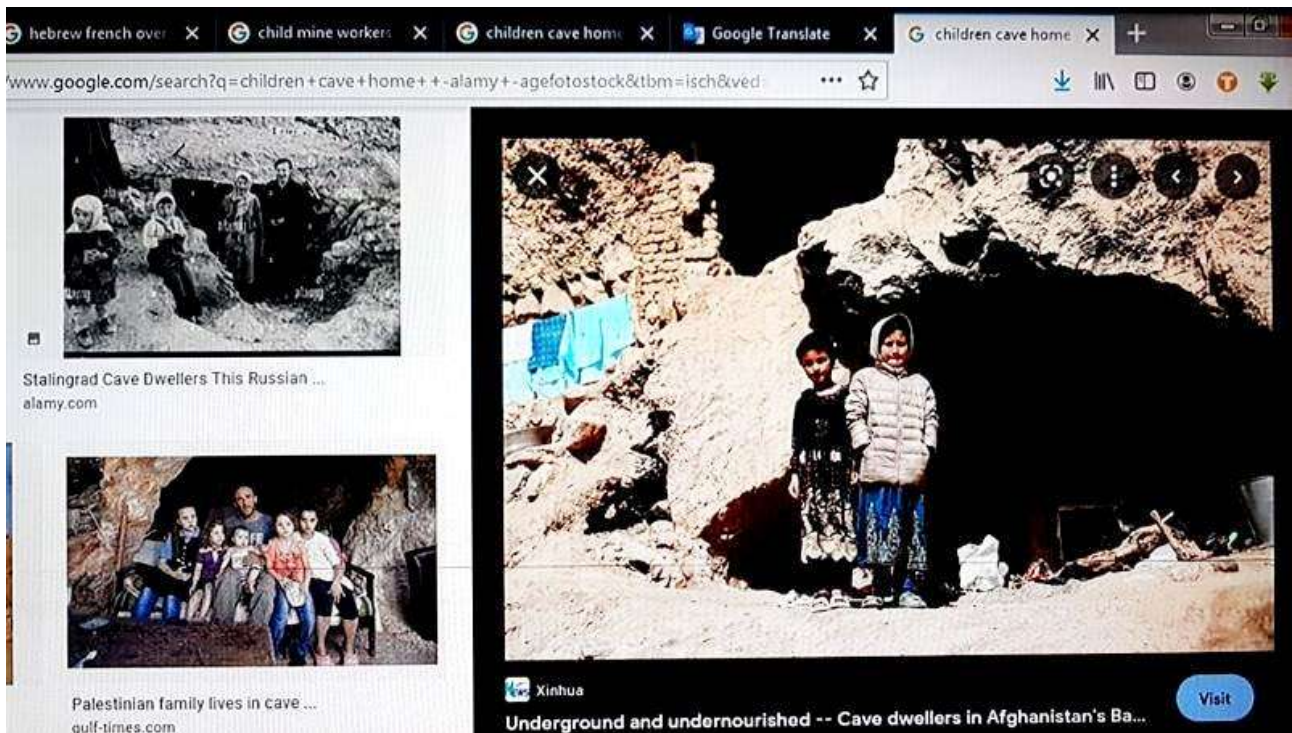 hebrew french over
child mine workers
children cave home
Google Translate
children cave home
/www.google.com/search?q=children+cave+home++-alamy+-agefotostock&tbm=isch&ved
Stalingrad Cave Dwellers This Russian ...
alamy.com
Palestinian family lives in cave ...
gulf-times.com
Xinhua
Visit
Underground and undernourished -- Cave dwellers in Afghanistan's Ba...